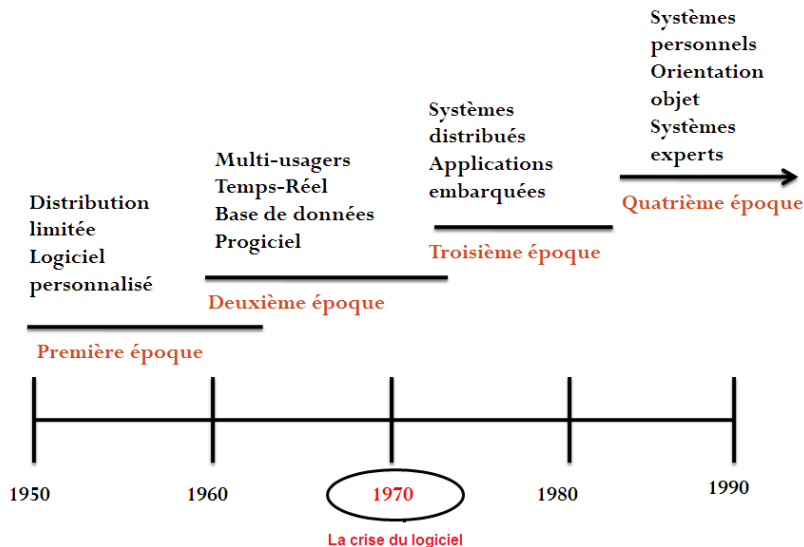 Distribution
limitée
Logiciel
personnalisé
Première époque
Multi-usagers
Temps-Réel
Base de données
Progiciel
Deuxième époque
Systèmes
distribués
Applications
embarquées
Troisième époque
Systèmes
personnels
Orientation
objet
Systèmes
experts
Quatrième époque
1950
1960
1970
1980
1990
La crise du logiciel